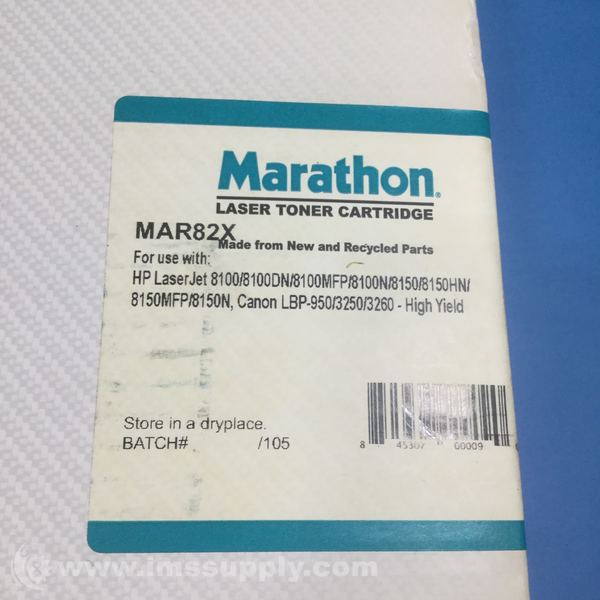 Marathon®
LASER TONER CARTRIDGE
MAR82X
Made from New and Recycled Parts
For use with:
HP LaserJet 8100/8100DN/8100MFP/8100N/8150/8150HN/
8150MFP/8150N, Canon LBP-950/3250/3260 - High Yield
Store in a dryplace.
BATCH# /105
8 45307 00009
© www.imssupply.com